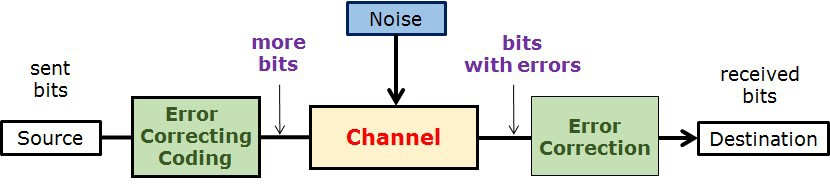 Noise
more
bits
bits
with errors
sent
bits
received
bits
Source
Error
Correcting
Coding
Channel
Error
Correction
Destination